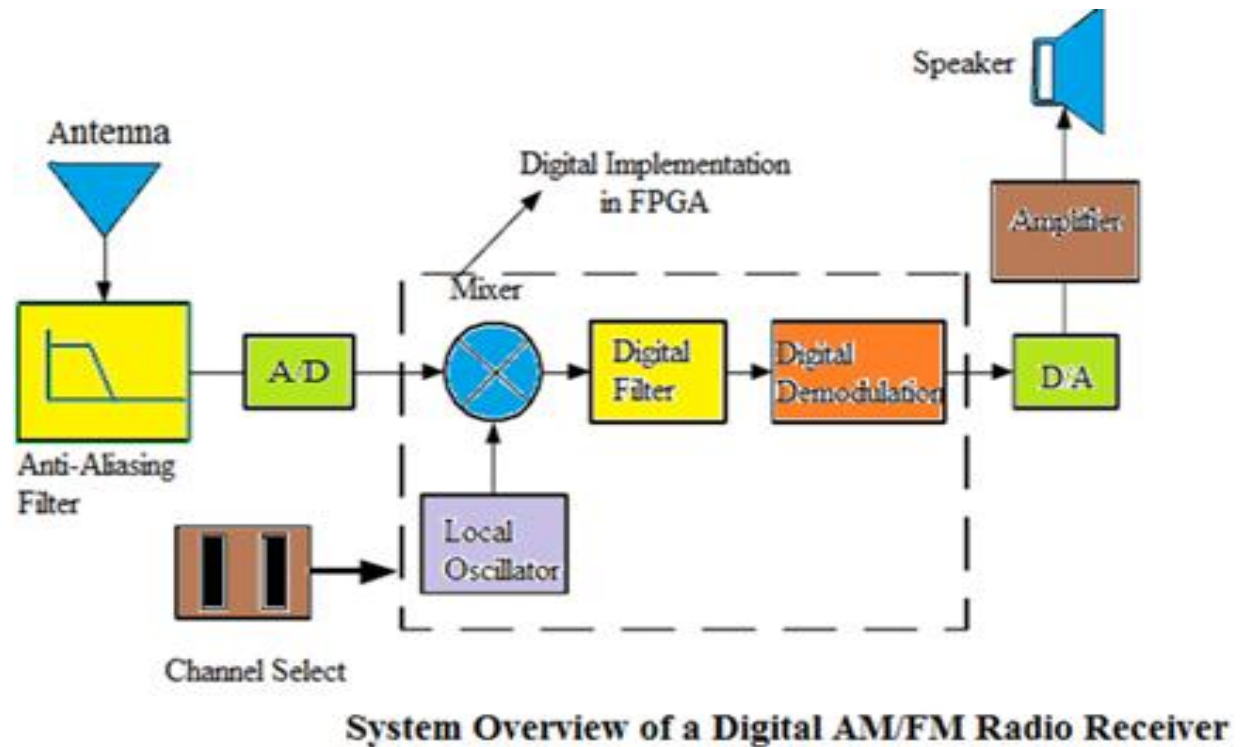 Speaker
Antenna
Digital Implementation
in FPGA
Amplifier
Mixer
A/D
Digital
Filter
Digital
Demodulation
D/A
Anti-Aliasing
Filter
Local
Oscillator
Channel Select
System Overview of a Digital AM/FM Radio Receiver